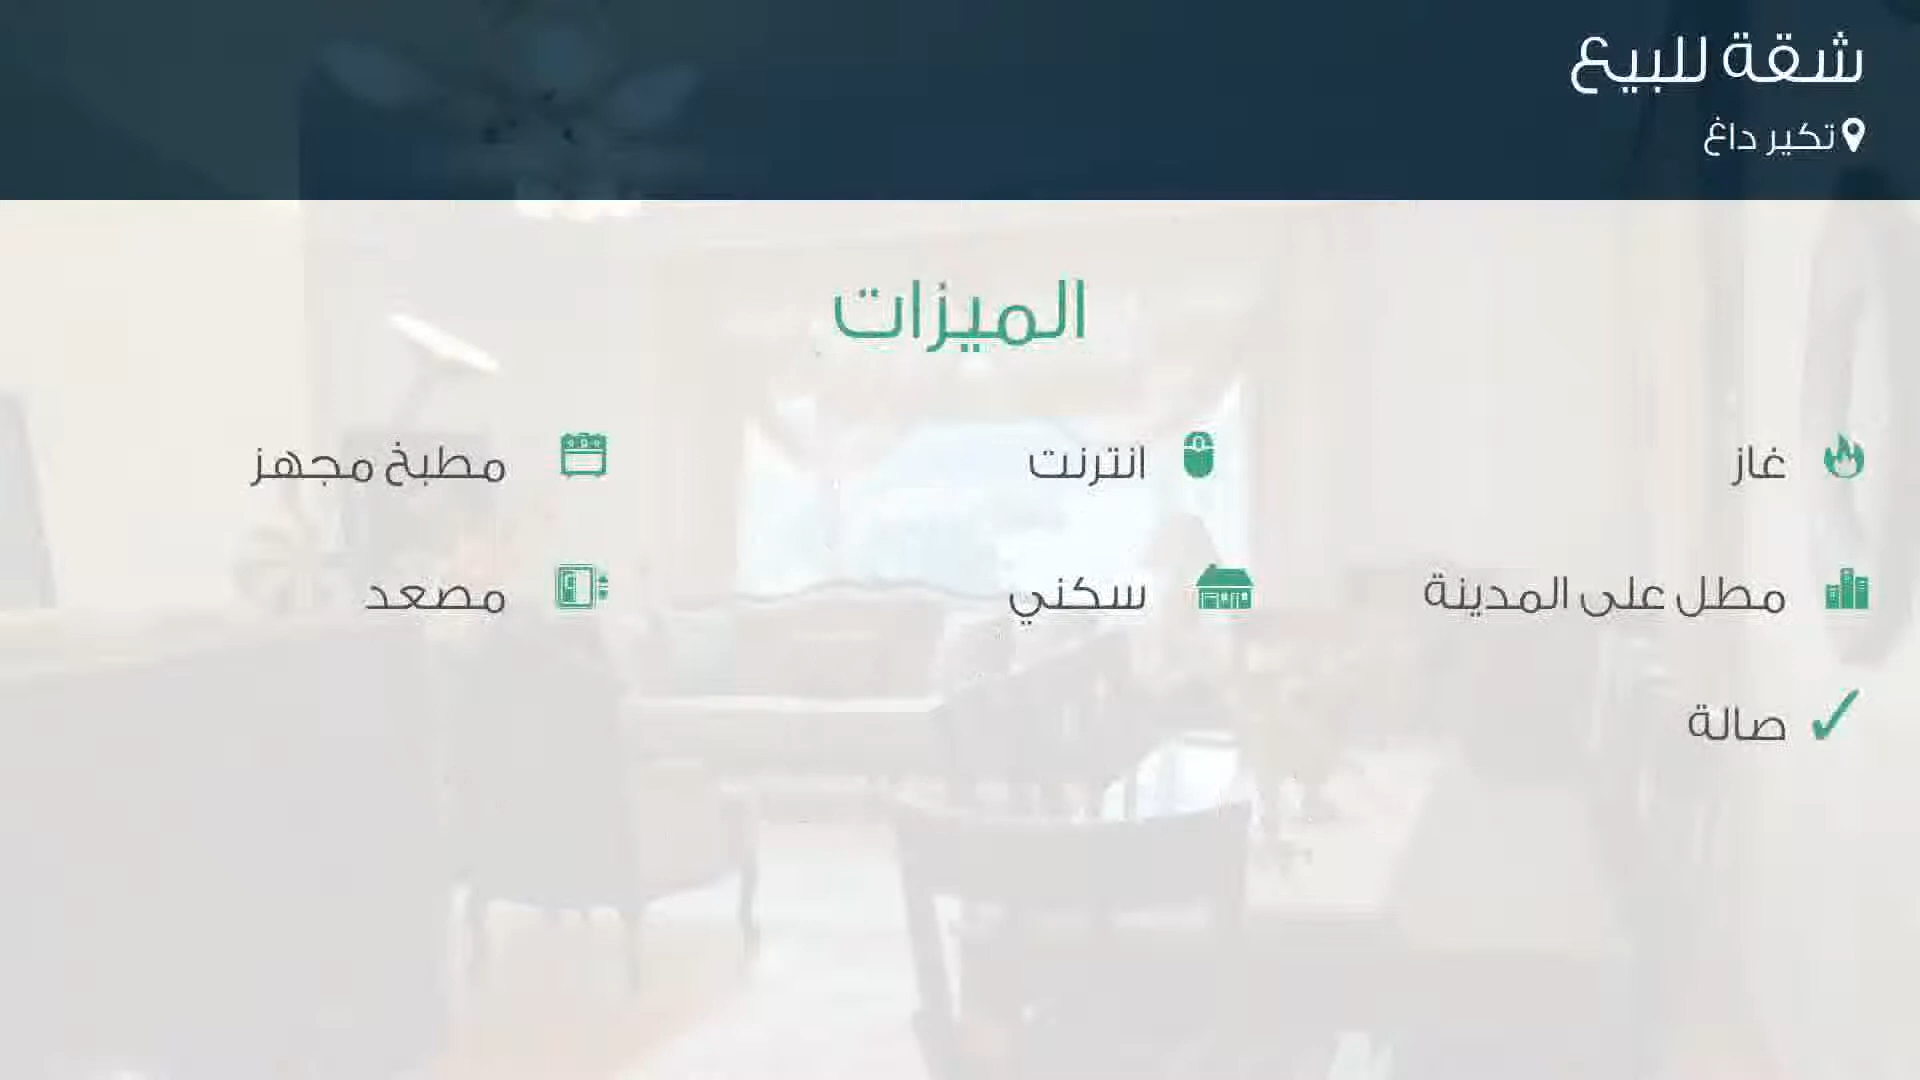 شقة للبيع
تكير داغ
الميزات
غاز
انترنت
مطبخ مجهز
مطل على المدينة
سكني
مصعد
صالة